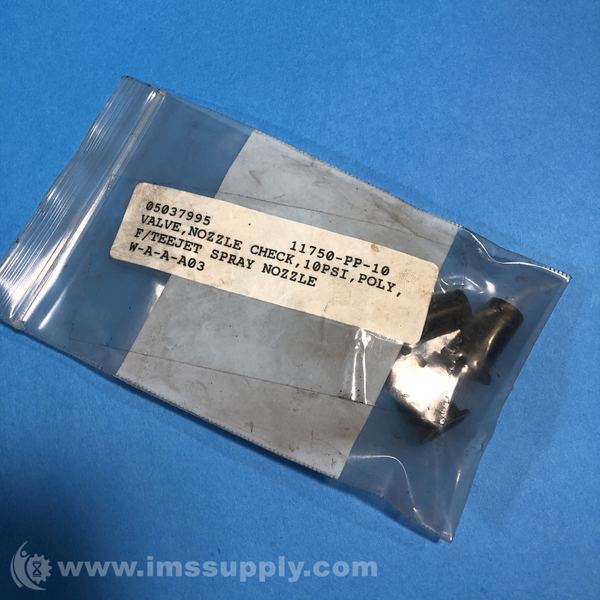 05037995 11750-PP-10
VALVE,NOZZLE CHECK,10PSI,POLY,
F/TEEJET SPRAY NOZZLE
W-A-A-A03
www.imssupply.com